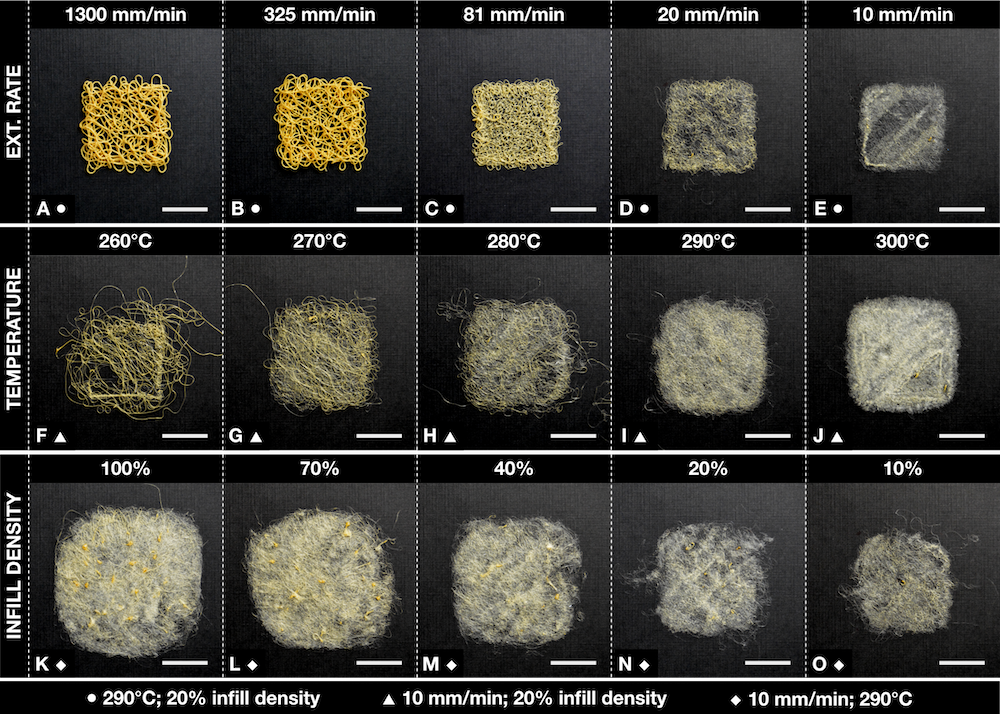 1300 mm/min 325 mm/min 81 mm/min 20 mm/min 10 mm/min
EXT. RATE
A ● B ● C ● D ● E ●
260°C 270°C 280°C 290°C 300°C
TEMPERATURE
F ▲ G ▲ H ▲ I ▲ J ▲
100% 70% 40% 20% 10%
INFILL DENSITY
K ◆ L ◆ M ◆ N ◆ O ◆
● 290°C; 20% infill density ▲ 10 mm/min; 20% infill density ◆ 10 mm/min; 290°C